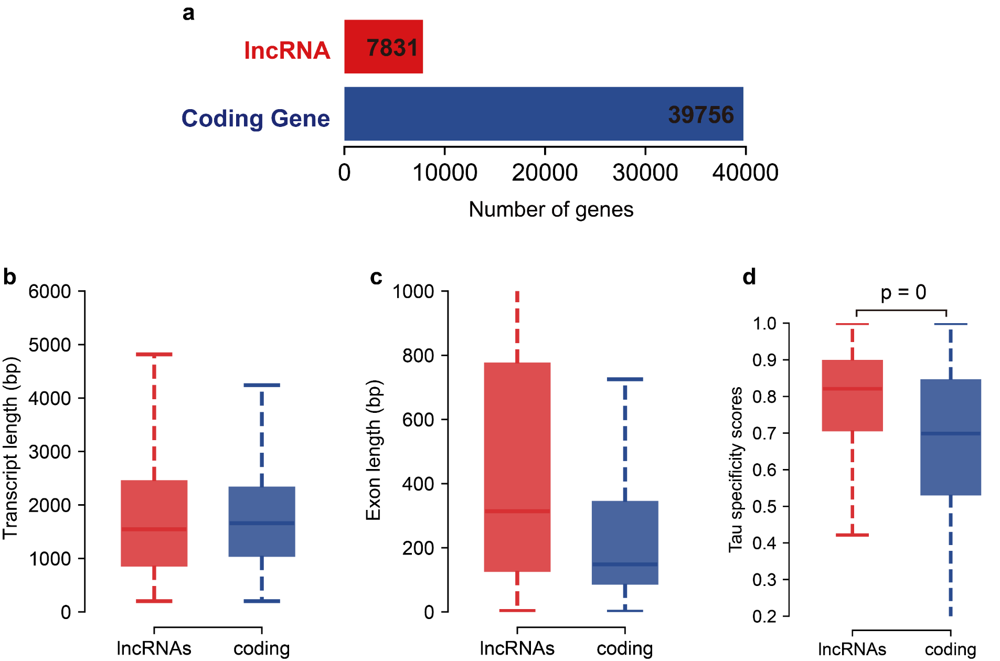 a
lncRNA
7831
Coding Gene
39756
0 10000 20000 30000 40000
Number of genes
b
Transcript length (bp)
6000
5000
4000
3000
2000
1000
0
lncRNAs coding
c
Exon length (bp)
1000
800
600
400
200
0
lncRNAs coding
d
p = 0
Tau specificity scores
1.0
0.9
0.8
0.7
0.6
0.5
0.4
0.3
0.2
lncRNAs coding